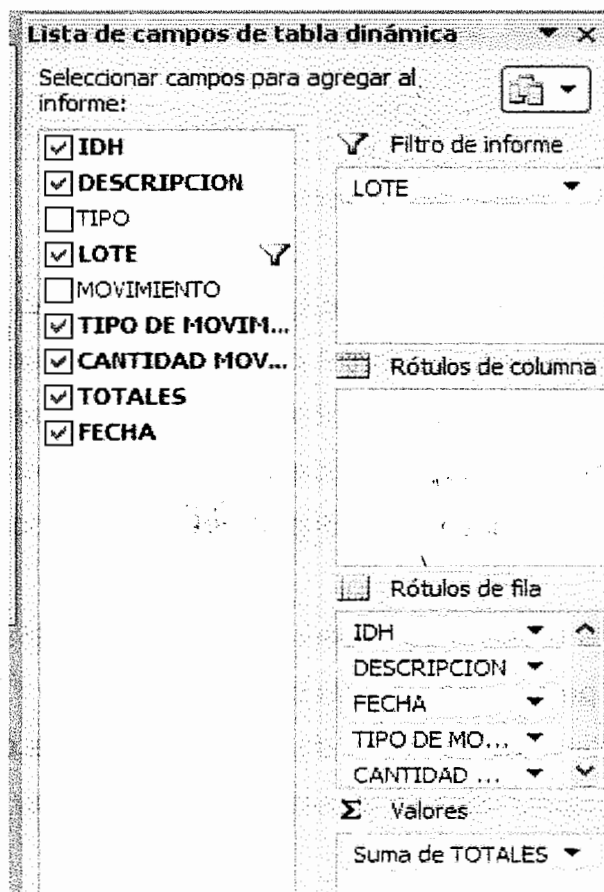 Lista de campos de tabla dinámica
Seleccionar campos para agregar al
informe:
IDH
DESCRIPCION
TIPO
LOTE
MOVIMIENTO
TIPO DE MOVIM...
CANTIDAD MOV...
TOTALES
FECHA
Filtro de informe
LOTE
Rótulos de columna
Rótulos de fila
IDH
DESCRIPCION
FECHA
TIPO DE MO...
CANTIDAD ...
Σ Valores
Suma de TOTALES